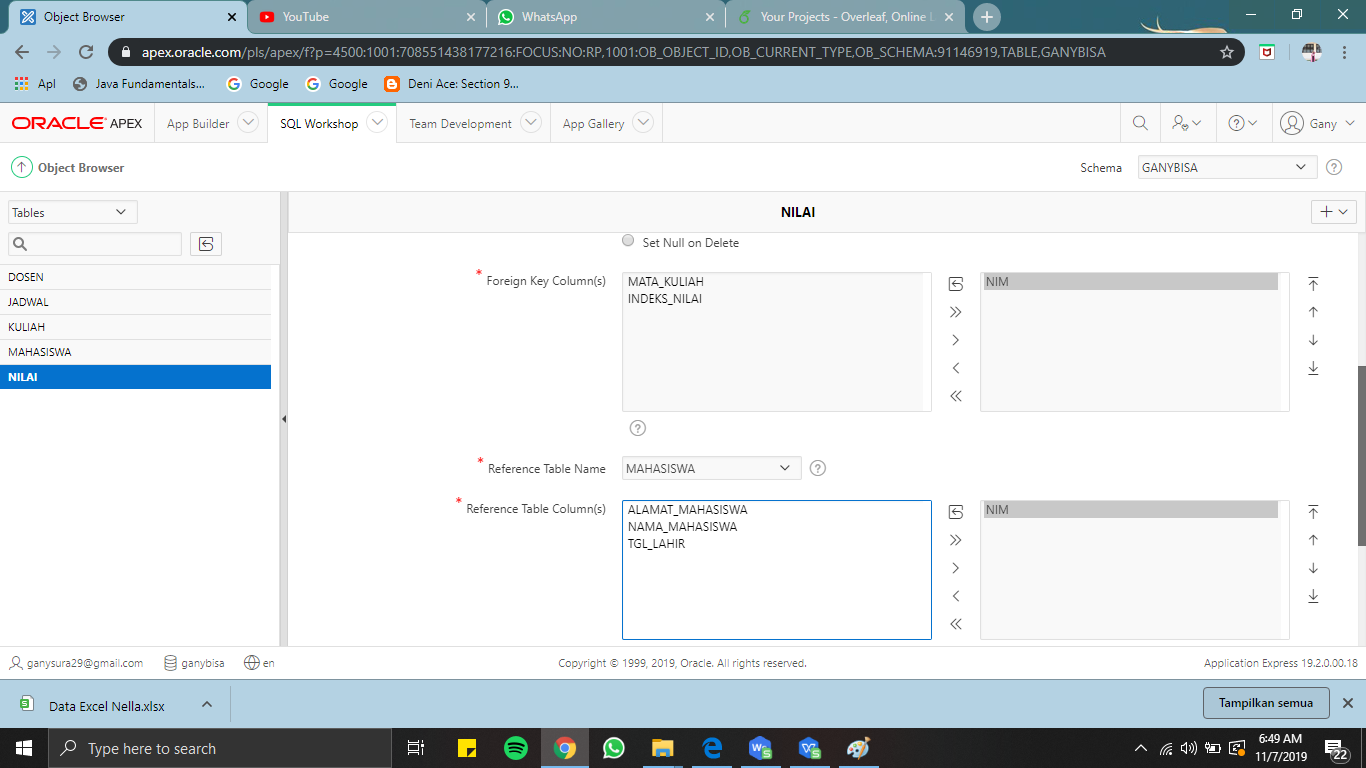 Object Browser
YouTube
WhatsApp
Your Projects - Overleaf, Online
apex.oracle.com/pls/apex/f?p=4500:1001:708551438177216:FOCUS:NO:RP,1001:OB_OBJECT_ID,OB_CURRENT_TYPE,OB_SCHEMA:91146919,TABLE,GANYBISA
Apl
Java Fundamentals...
Google
Google
Deni Ace: Section 9...
ORACLE APEX
App Builder
SQL Workshop
Team Development
App Gallery
Gany
Object Browser
Schema
GANYBISA
Tables
NILAI
DOSEN
JADWAL
KULIAH
MAHASISWA
NILAI
Set Null on Delete
* Foreign Key Column(s)
MATA_KULIAH
INDEKS_NILAI
NIM
* Reference Table Name
MAHASISWA
* Reference Table Column(s)
ALAMAT_MAHASISWA
NAMA_MAHASISWA
TGL_LAHIR
NIM
ganysura29@gmail.com
ganybisa
en
Copyright © 1999, 2019, Oracle. All rights reserved.
Application Express 19.2.0.00.18
Data Excel Nella.xlsx
Tampilkan semua
Type here to search
6:49 AM
11/7/2019
22